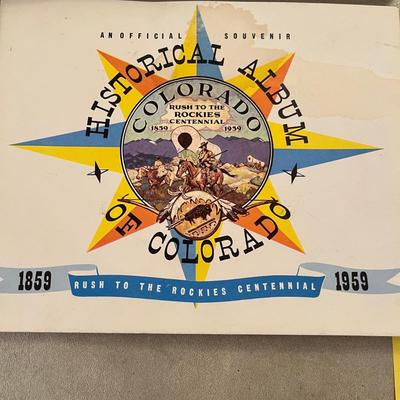 AN OFFICIAL SOUVENIR
HISTORICAL ALBUM
OF COLORADO
COLORADO
RUSH TO THE
ROCKIES
CENTENNIAL
1859 1959
1859 RUSH TO THE ROCKIES CENTENNIAL 1959